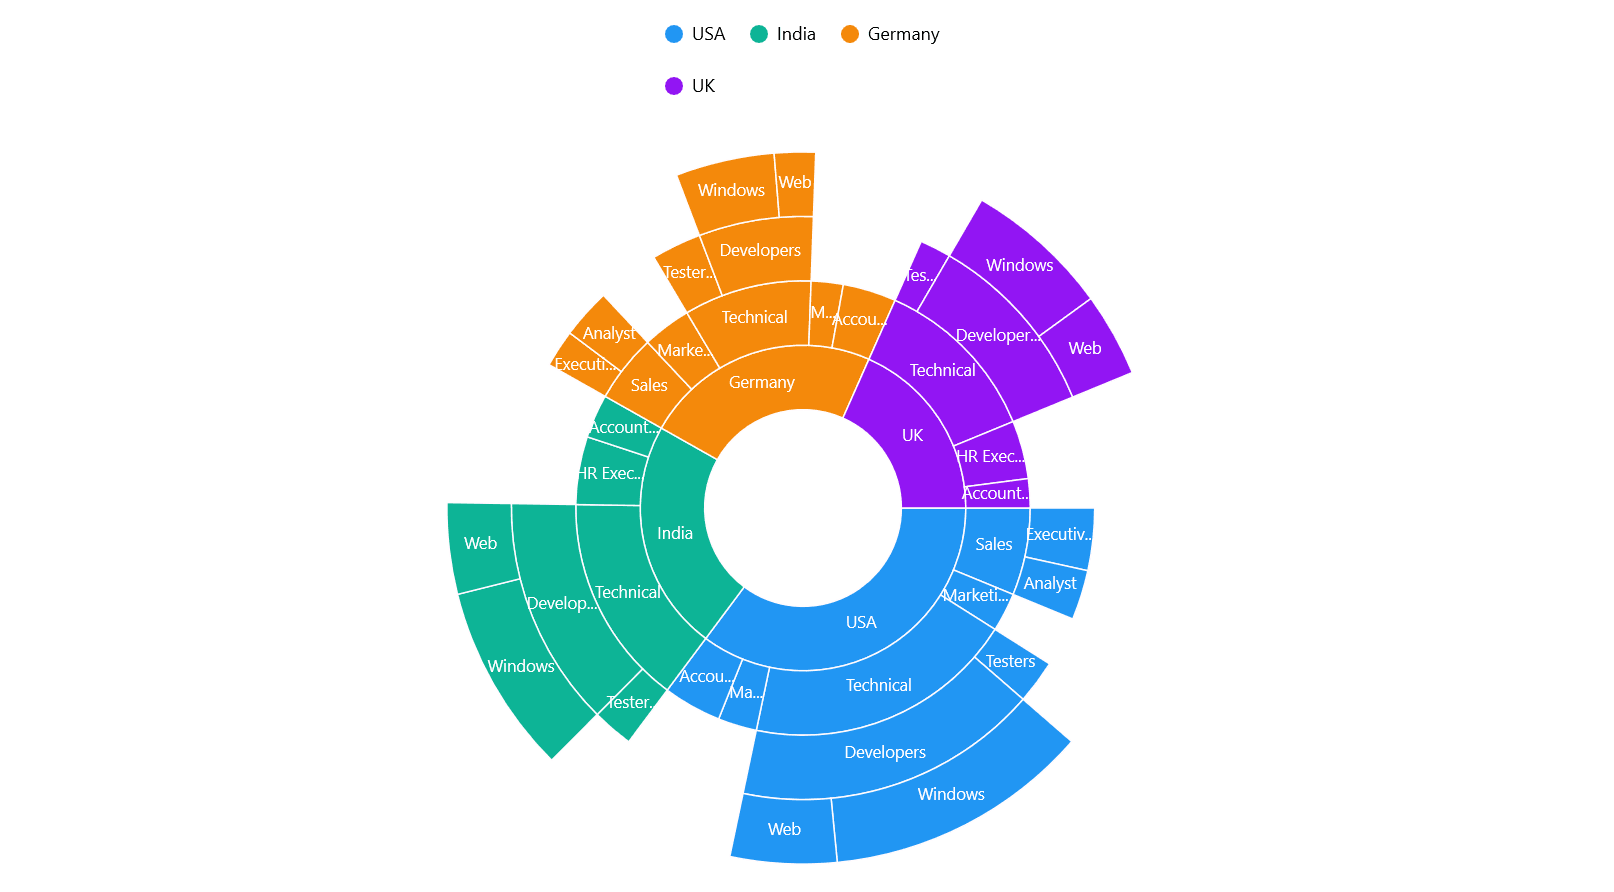 USA
India
Germany
UK
Windows
Web
Developers
Tester..
Technical
M...
Accou...
Analyst
Executi...
Marke..
Sales
Germany
Windows
Tes...
Developer...
Web
Technical
UK
HR Exec...
Account..
Account...
HR Exec...
India
Web
Develop...
Technical
Windows
Tester..
Sales
Executiv..
Analyst
Marketi...
USA
Testers
Technical
Accou...
Ma...
Developers
Windows
Web